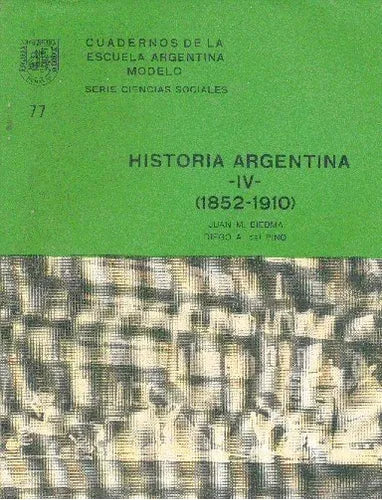 CUADERNOS DE LA
ESCUELA ARGENTINA
MODELO
SERIE CIENCIAS SOCIALES
77
HISTORIA ARGENTINA
-IV-
(1852-1910)
JUAN M. BIEDMA
DIEGO A. del PINO